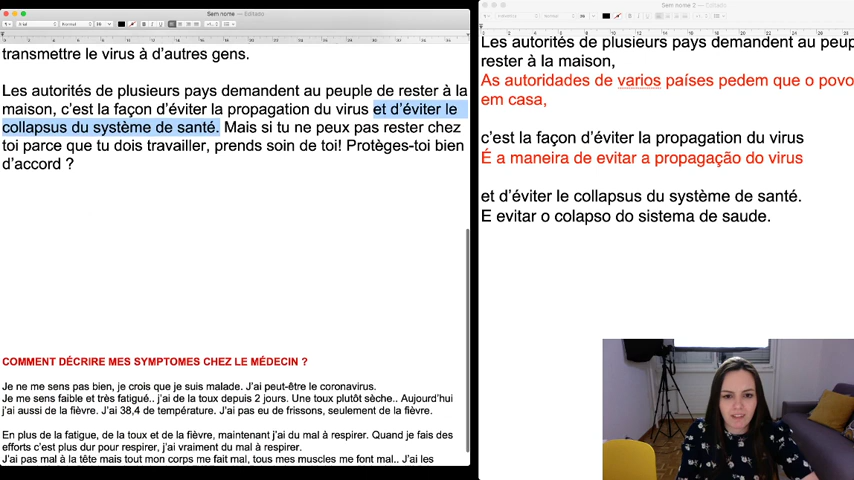 Sem nome — Editado
transmettre le virus à d'autres gens.
Les autorités de plusieurs pays demandent au peuple de rester à la
maison, c'est la façon d'éviter la propagation du virus et d'éviter le
collapsus du système de santé. Mais si tu ne peux pas rester chez
toi parce que tu dois travailler, prends soin de toi! Protèges-toi bien
d'accord ?
COMMENT DÉCRIRE MES SYMPTOMES CHEZ LE MÉDECIN ?
Je ne me sens pas bien, je crois que je suis malade. J'ai peut-être le coronavirus.
Je me sens faible et très fatigué.. j'ai de la toux depuis 2 jours. Une toux plutôt sèche.. Aujourd'hui
j'ai aussi de la fièvre. J'ai 38,4 de température. J'ai pas eu de frissons, seulement de la fièvre.
En plus de la fatigue, de la toux et de la fièvre, maintenant j'ai du mal à respirer. Quand je fais des
efforts c'est plus dur pour respirer, j'ai vraiment du mal à respirer.
J'ai pas mal à la tête mais tout mon corps me fait mal, tous mes muscles me font mal.. J'ai les
Sem nome 2 — Editado
Les autorités de plusieurs pays demandent au peup
rester à la maison,
As autoridades de varios países pedem que o povo
em casa,
c'est la façon d'éviter la propagation du virus
É a maneira de evitar a propagação do virus
et d'éviter le collapsus du système de santé.
E evitar o colapso do sistema de saude.